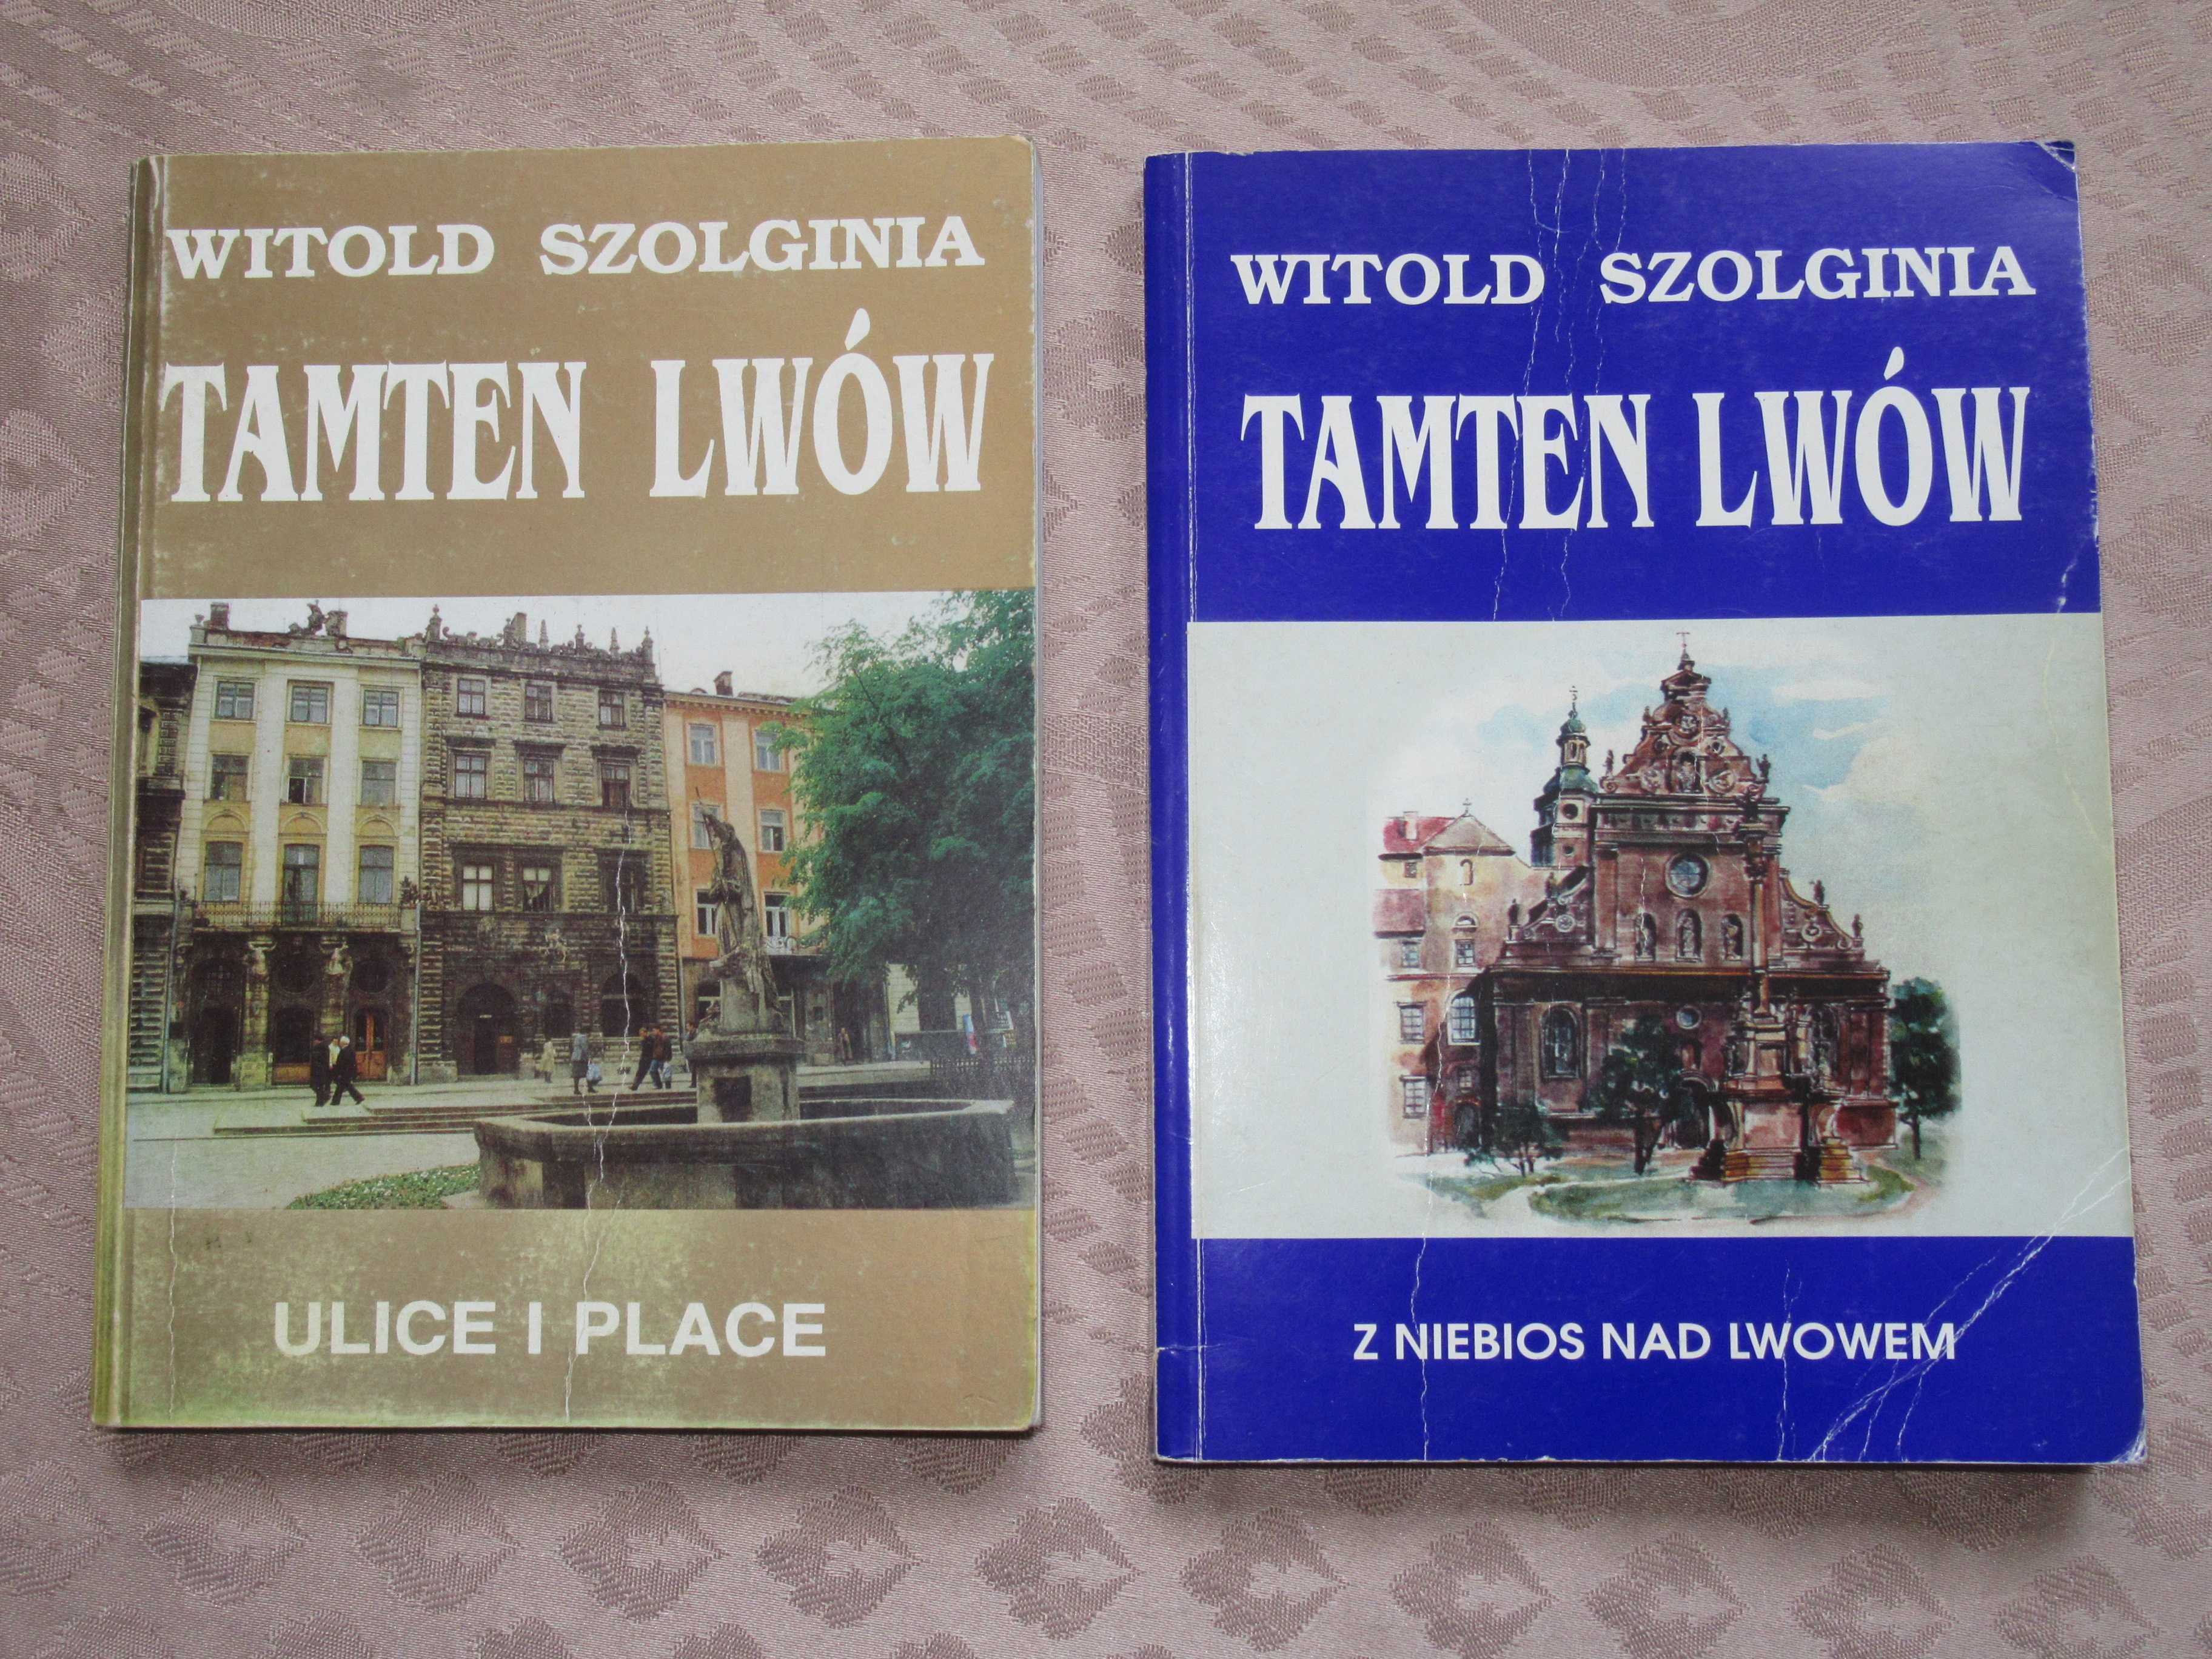 WITOLD SZOLGINIA
TAMTEN LWÓW
ULICE I PLACE
WITOLD SZOLGINIA
TAMTEN LWÓW
Z NIEBIOS NAD LWOWEM